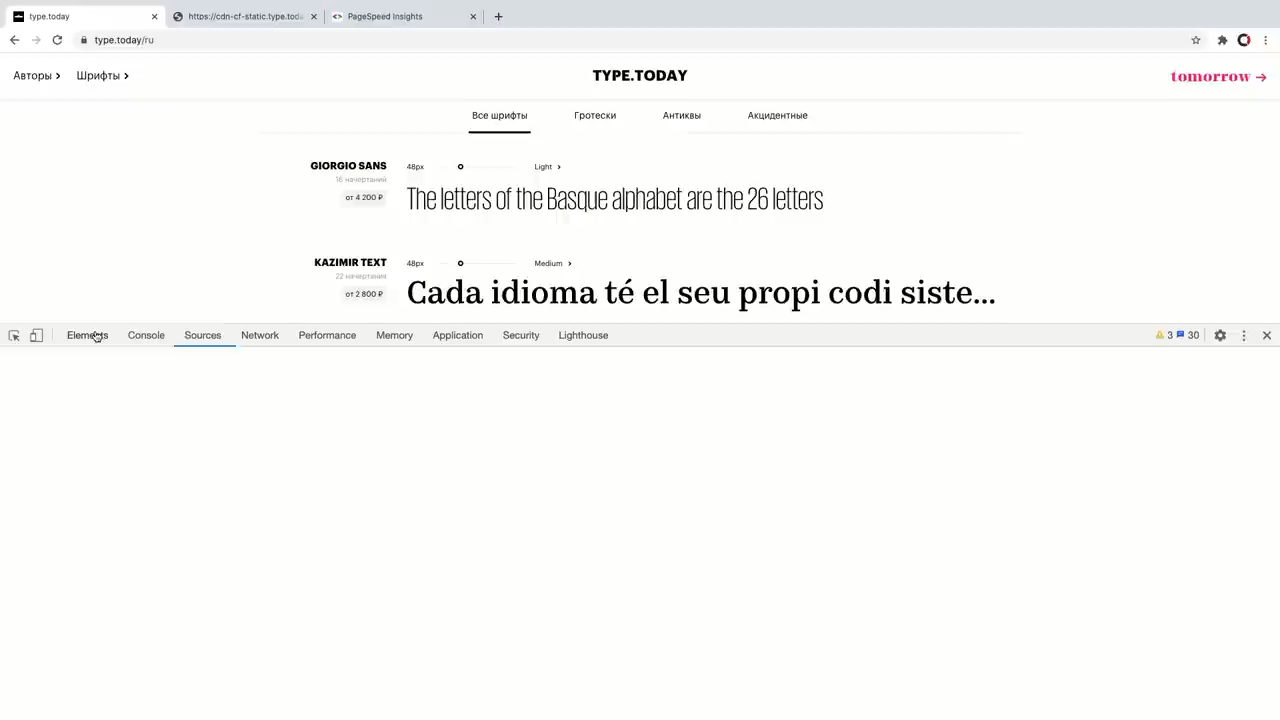 type.today
https://cdn-cf-static.type.toda
PageSpeed Insights
type.today/ru
Авторы
Шрифты
TYPE.TODAY
tomorrow →
Все шрифты
Гротески
Антиквы
Акцидентные
GIORGIO SANS
48px
Light
16 начертаний
от 4 200 ₽
The letters of the Basque alphabet are the 26 letters
KAZIMIR TEXT
48px
Medium
22 начертания
от 2 800 ₽
Cada idioma té el seu propi codi siste...
Elements Console Sources Network Performance Memory Application Security Lighthouse
3 30